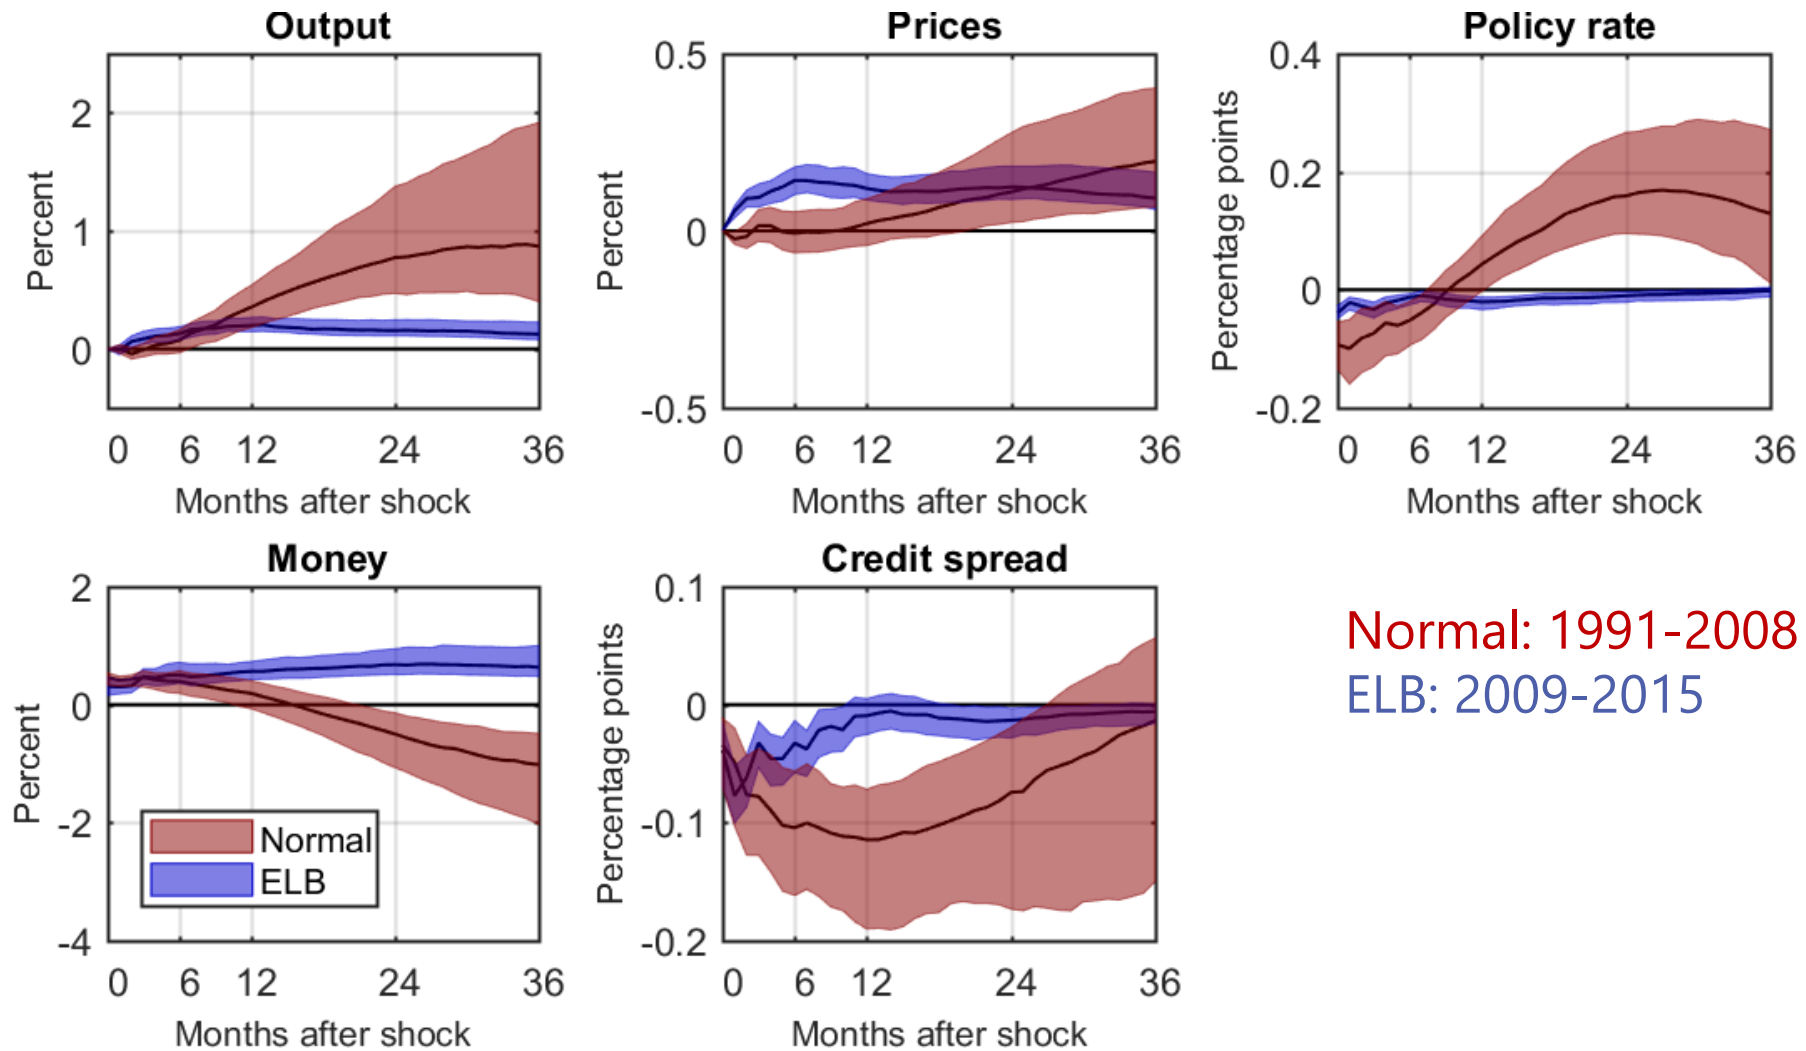 Output
Percent
2
1
0
0 6 12 24 36
Months after shock
Prices
Percent
0.5
0
-0.5
0 6 12 24 36
Months after shock
Policy rate
Percentage points
0.4
0.2
0
-0.2
0 6 12 24 36
Months after shock
Money
Percent
2
0
-2
-4
Normal
ELB
0 6 12 24 36
Months after shock
Credit spread
Percentage points
0.1
0
-0.1
-0.2
0 6 12 24 36
Months after shock
Normal: 1991-2008
ELB: 2009-2015